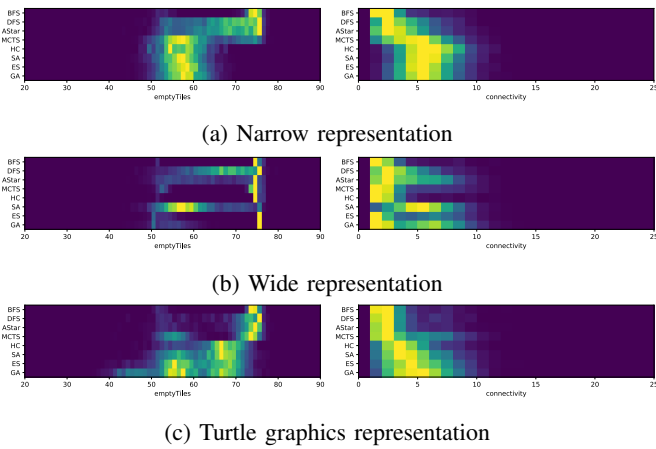 BFS
DFS
AStar
MCTS
HC
SA
ES
GA
20 30 40 50 60 70 80 90
emptyTiles
0 5 10 15 20 25
connectivity
BFS
DFS
AStar
MCTS
HC
SA
ES
GA
(a) Narrow representation
BFS
DFS
AStar
MCTS
HC
SA
ES
GA
20 30 40 50 60 70 80 90
emptyTiles
BFS
DFS
AStar
MCTS
HC
SA
ES
GA
0 5 10 15 20 25
connectivity
(b) Wide representation
BFS
DFS
AStar
MCTS
HC
SA
ES
GA
20 30 40 50 60 70 80 90
emptyTiles
BFS
DFS
AStar
MCTS
HC
SA
ES
GA
0 5 10 15 20 25
connectivity
(c) Turtle graphics representation